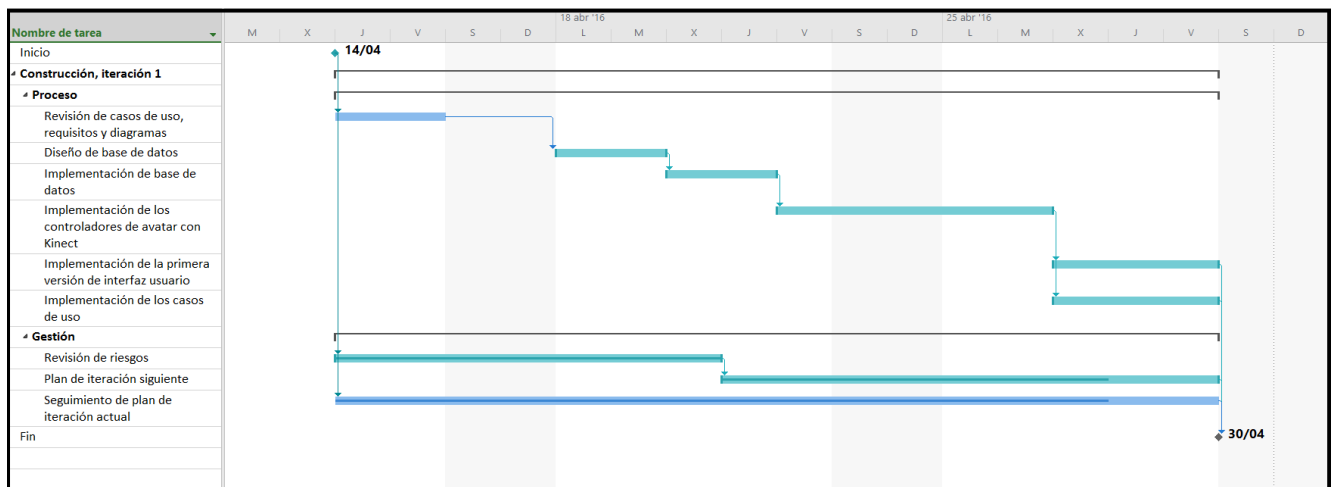 18 abr '16
25 abr '16
Nombre de tarea
M X J V S D L M X J V S D L M X J V S D
Inicio
14/04
Construcción, iteración 1
Proceso
Revisión de casos de uso,
requisitos y diagramas
Diseño de base de datos
Implementación de base de
datos
Implementación de los
controladores de avatar con
Kinect
Implementación de la primera
versión de interfaz usuario
Implementación de los casos
de uso
Gestión
Revisión de riesgos
Plan de iteración siguiente
Seguimiento de plan de
iteración actual
Fin
30/04